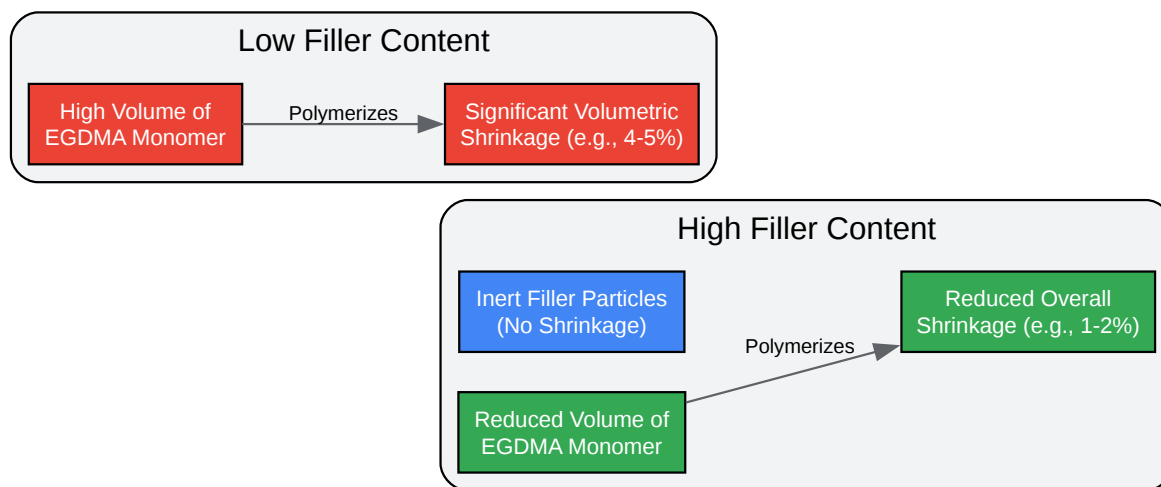 Low Filler Content
High Volume of
EGDMA Monomer
Polymerizes
Significant Volumetric
Shrinkage (e.g., 4-5%)
High Filler Content
Inert Filler Particles
(No Shrinkage)
Reduced Volume of
EGDMA Monomer
Polymerizes
Reduced Overall
Shrinkage (e.g., 1-2%)